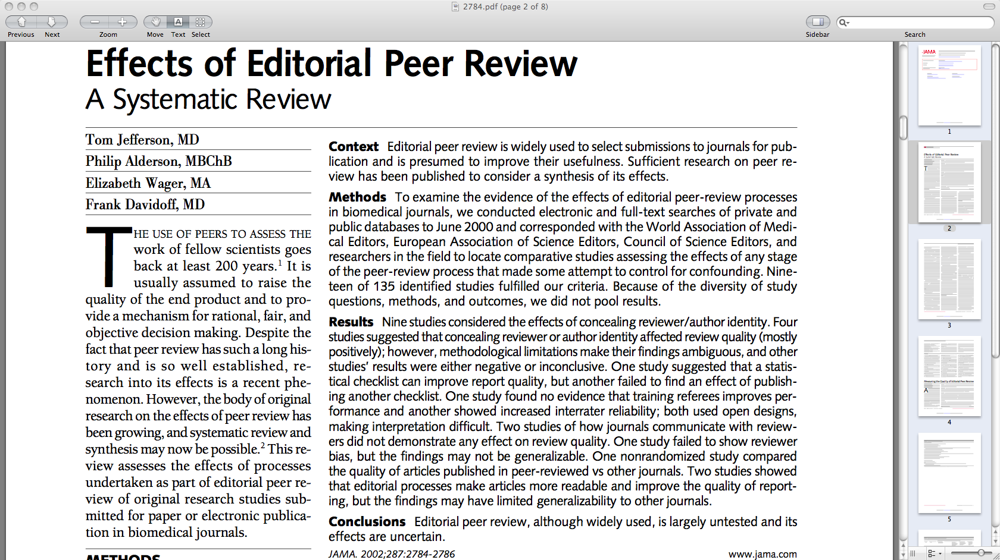 2784.pdf (page 2 of 8)
Previous Next Zoom Move Text Select Sidebar Search
Effects of Editorial Peer Review
A Systematic Review
Tom Jefferson, MD
Philip Alderson, MBChB
Elizabeth Wager, MA
Frank Davidoff, MD
THE USE OF PEERS TO ASSESS THE
work of fellow scientists goes
back at least 200 years.1 It is
usually assumed to raise the
quality of the end product and to pro-
vide a mechanism for rational, fair, and
objective decision making. Despite the
fact that peer review has such a long his-
tory and is so well established, re-
search into its effects is a recent phe-
nomenon. However, the body of original
research on the effects of peer review has
been growing, and systematic review and
synthesis may now be possible.2 This re-
view assesses the effects of processes
undertaken as part of editorial peer re-
view of original research studies sub-
mitted for paper or electronic publica-
tion in biomedical journals.
METHODS
Context Editorial peer review is widely used to select submissions to journals for pub-
lication and is presumed to improve their usefulness. Sufficient research on peer re-
view has been published to consider a synthesis of its effects.
Methods To examine the evidence of the effects of editorial peer-review processes
in biomedical journals, we conducted electronic and full-text searches of private and
public databases to June 2000 and corresponded with the World Association of Medi-
cal Editors, European Association of Science Editors, Council of Science Editors, and
researchers in the field to locate comparative studies assessing the effects of any stage
of the peer-review process that made some attempt to control for confounding. Nine-
teen of 135 identified studies fulfilled our criteria. Because of the diversity of study
questions, methods, and outcomes, we did not pool results.
Results Nine studies considered the effects of concealing reviewer/author identity. Four
studies suggested that concealing reviewer or author identity affected review quality (mostly
positively); however, methodological limitations make their findings ambiguous, and other
studies' results were either negative or inconclusive. One study suggested that a statis-
tical checklist can improve report quality, but another failed to find an effect of publish-
ing another checklist. One study found no evidence that training referees improves per-
formance and another showed increased interrater reliability; both used open designs,
making interpretation difficult. Two studies of how journals communicate with review-
ers did not demonstrate any effect on review quality. One study failed to show reviewer
bias, but the findings may not be generalizable. One nonrandomized study compared
the quality of articles published in peer-reviewed vs other journals. Two studies showed
that editorial processes make articles more readable and improve the quality of report-
ing, but the findings may have limited generalizability to other journals.
Conclusions Editorial peer review, although widely used, is largely untested and its
effects are uncertain.
JAMA. 2002;287:2784-2786 www.jama.com
JAMA
1
Effects of Editorial Peer Review
A Systematic Review
T
2
3
Measuring the Quality of Editorial Peer Review
A
4
5